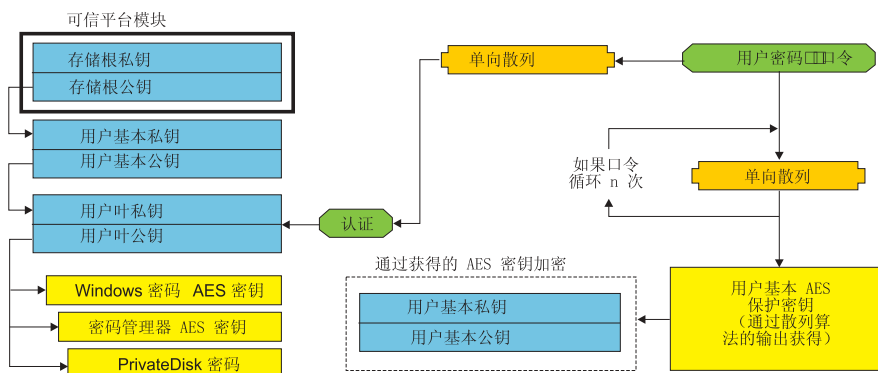 可信平台模块
存储根私钥
存储根公钥
用户基本私钥
用户基本公钥
用户叶私钥
用户叶公钥
Windows 密码 AES 密钥
密码管理器 AES 密钥
PrivateDisk 密码
单向散列
认证
用户密码□□口令
如果口令
循环 n 次
单向散列
通过获得的 AES 密钥加密
用户基本私钥
用户基本公钥
用户基本 AES
保护密钥
（通过散列算
法的输出获得）